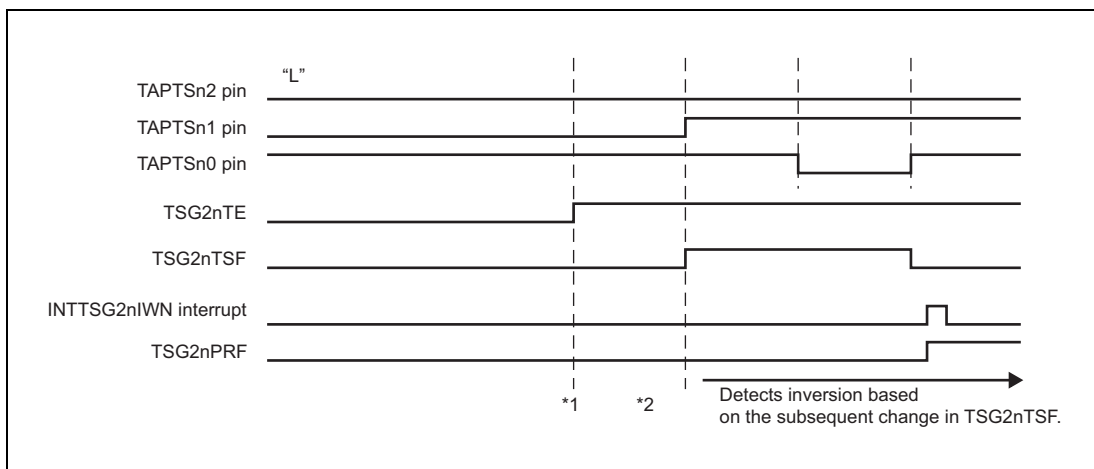 “L”
TAPTSn2 pin
TAPTSn1 pin
TAPTSn0 pin
TSG2nTE
TSG2nTSF
INTTSG2nIWN interrupt
TSG2nPRF
*1 *2
Detects inversion based
on the subsequent change in TSG2nTSF.